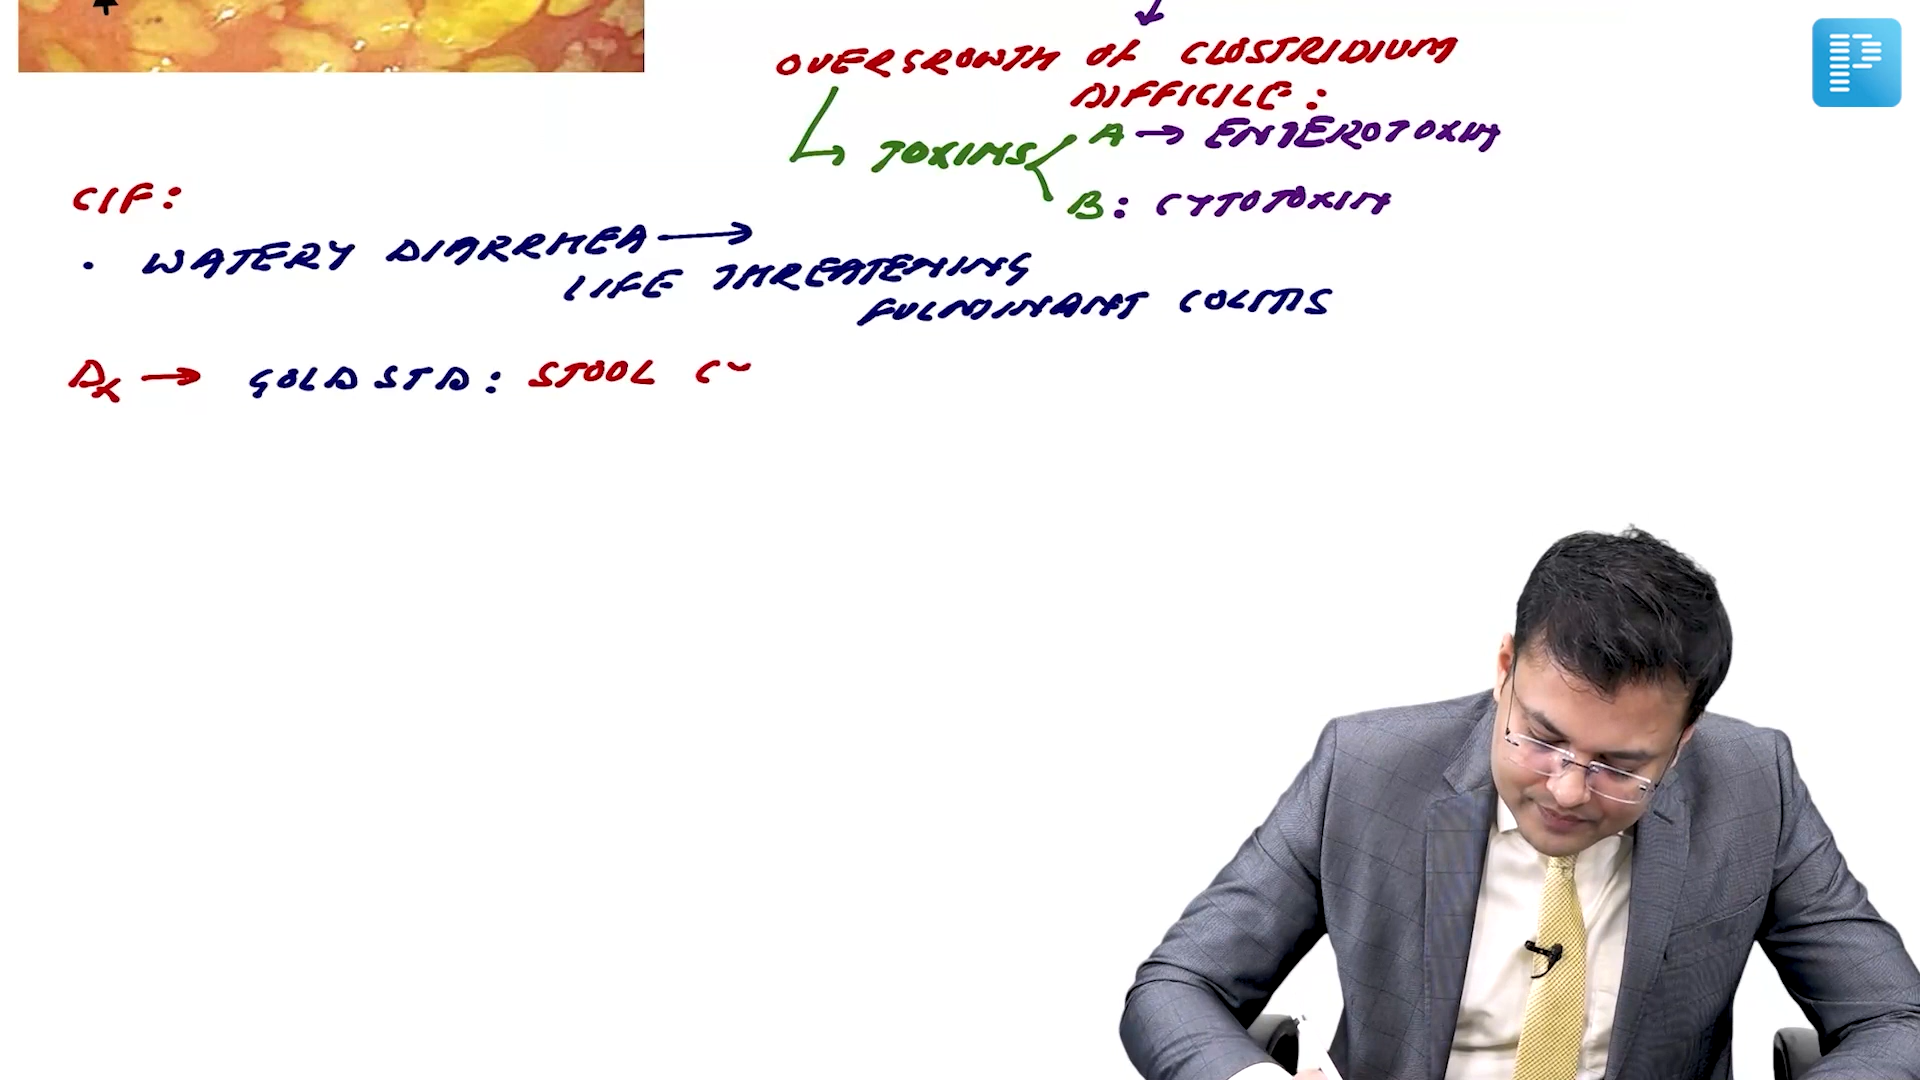 OVERGROWTH Of CLOSTRIDIUM
DIFFICILE :
TOXINS
A → ENTEROTOXIN
B : CYTOTOXIN
C/F :
· WATERY DIARRHEA →
LIFE THREATENING
FULMINANT COLITIS
Dx → GOLD STD : STOOL C